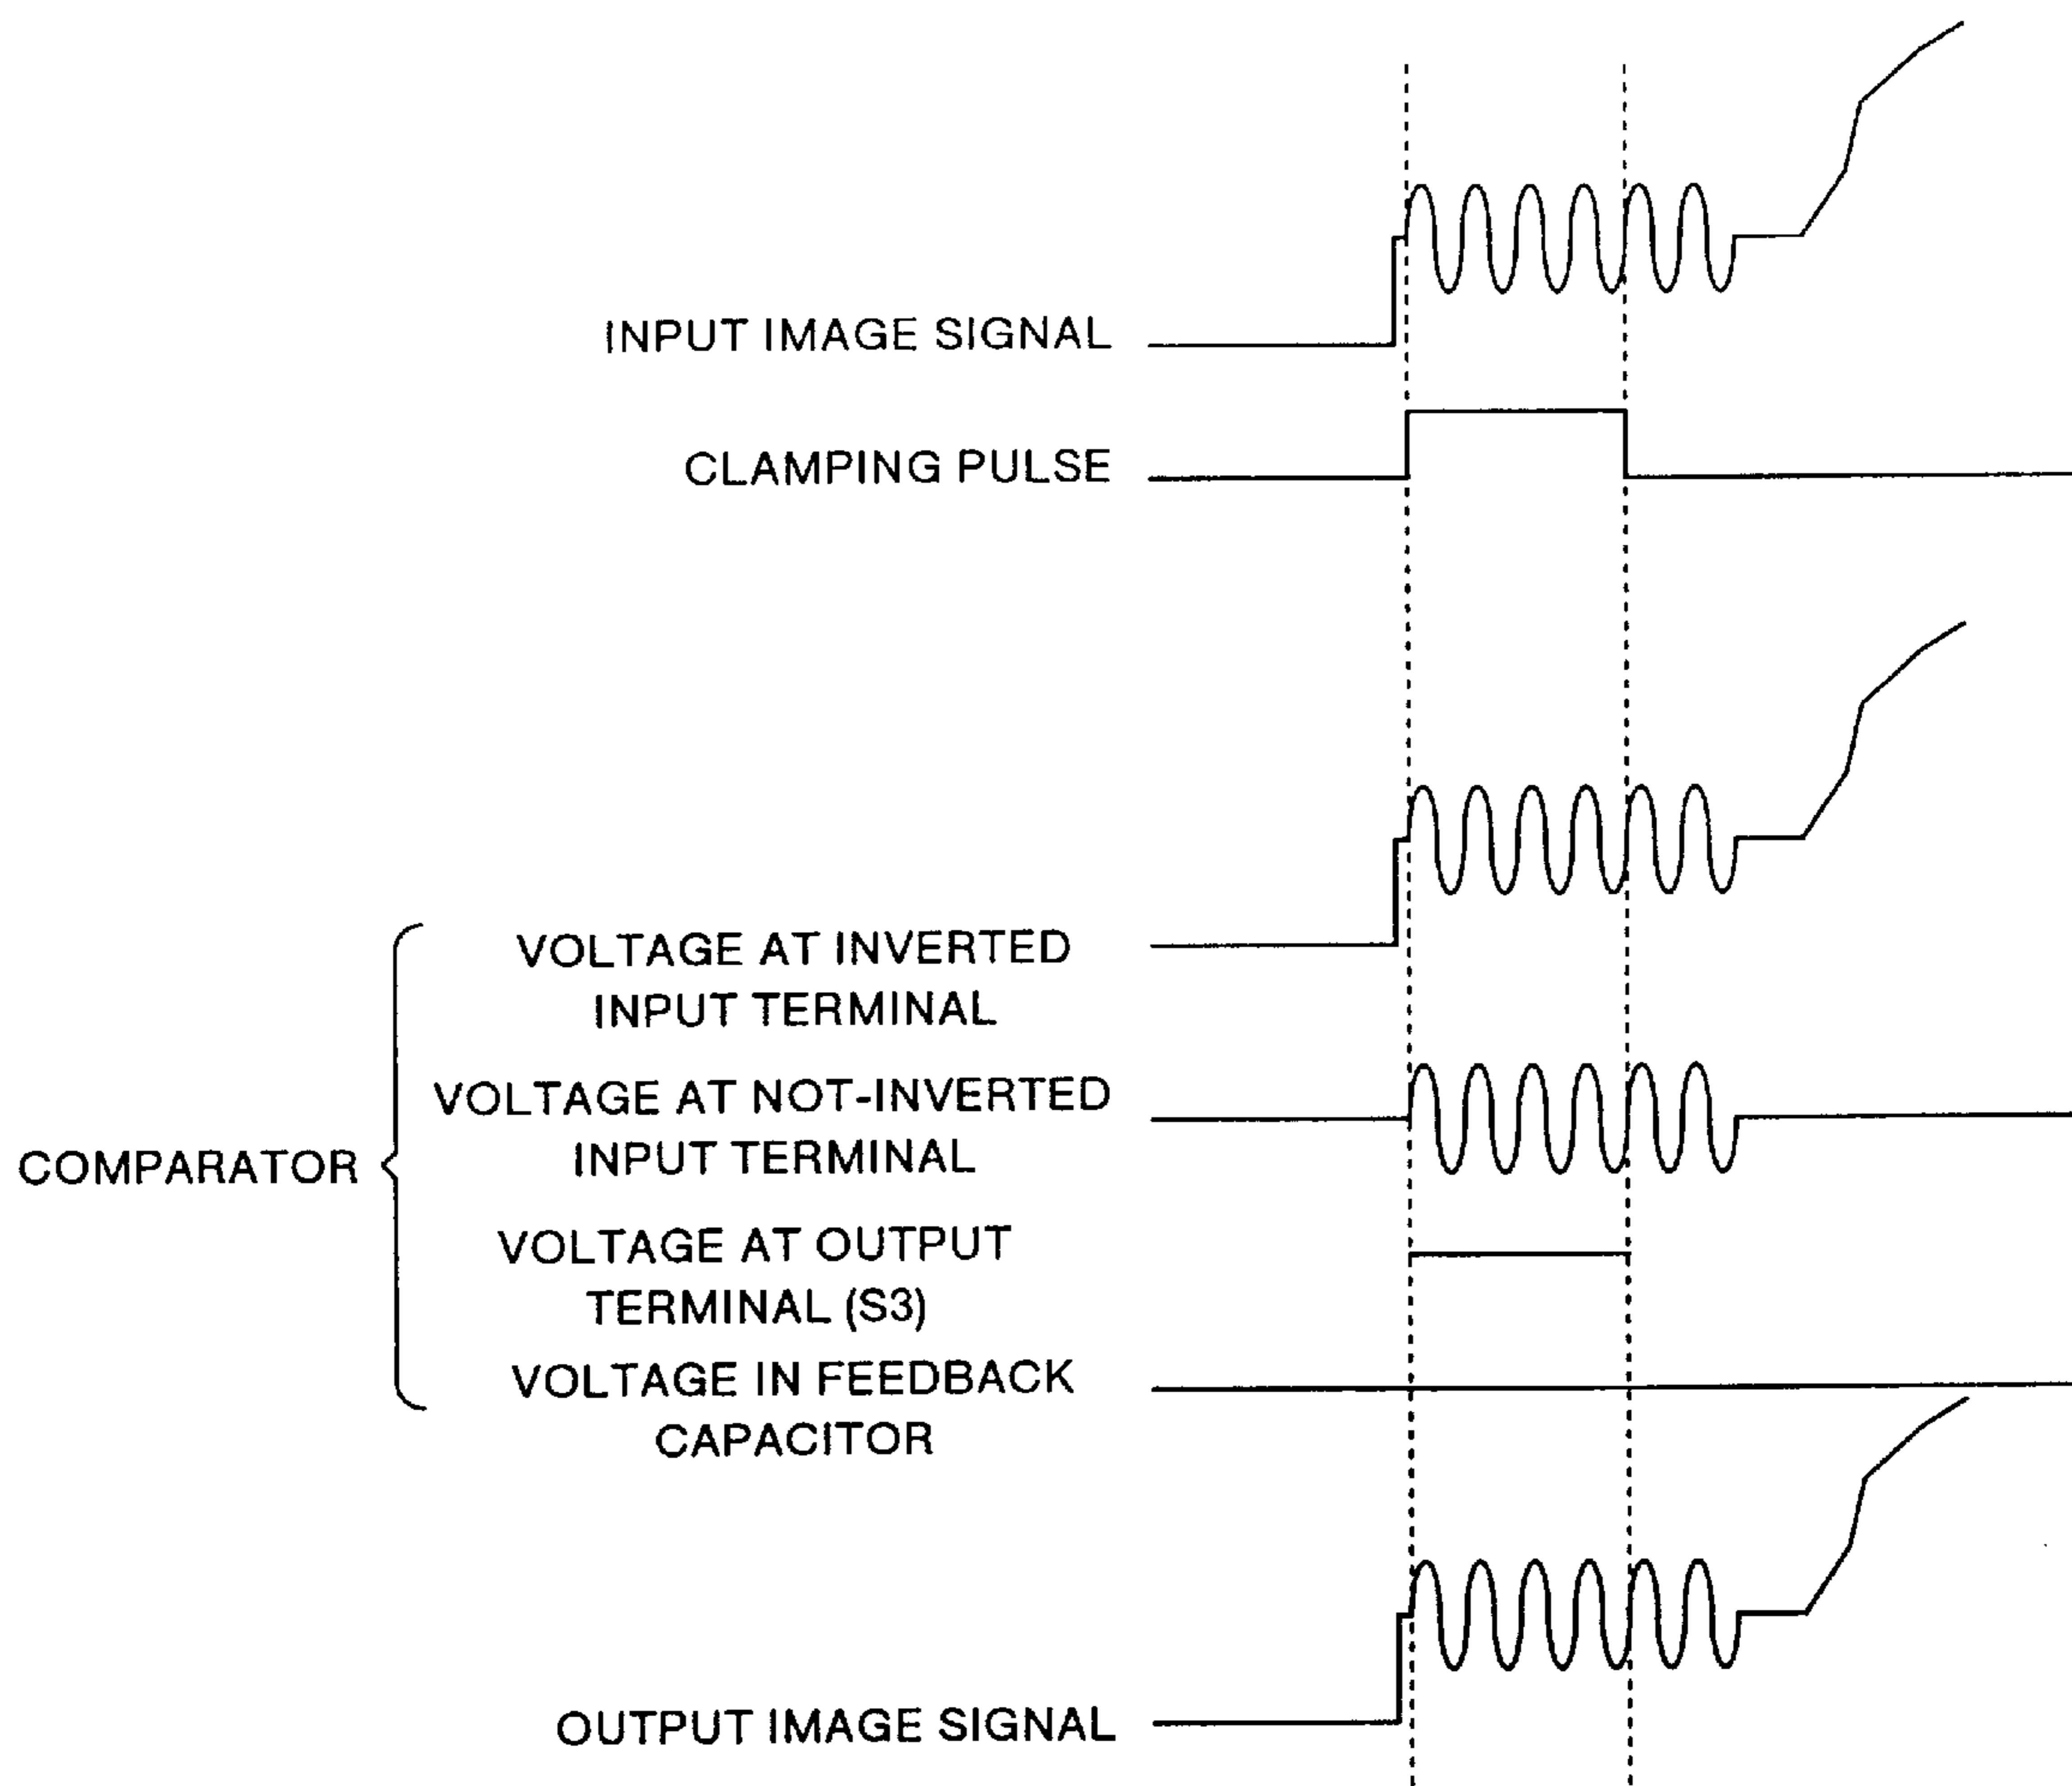 INPUT IMAGE SIGNAL
CLAMPING PULSE
VOLTAGE AT INVERTED
INPUT TERMINAL
VOLTAGE AT NOT-INVERTED
INPUT TERMINAL
COMPARATOR
VOLTAGE AT OUTPUT
TERMINAL (S3)
VOLTAGE IN FEEDBACK
CAPACITOR
OUTPUT IMAGE SIGNAL